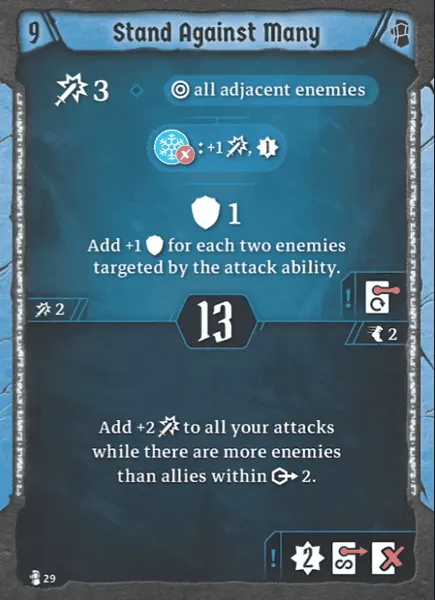 9 Stand Against Many
3 all adjacent enemies
: +1 , 1
1
Add +1 for each two enemies
targeted by the attack ability.
!
2
13
2
Add +2 to all your attacks
while there are more enemies
than allies within 2.
! 2
29